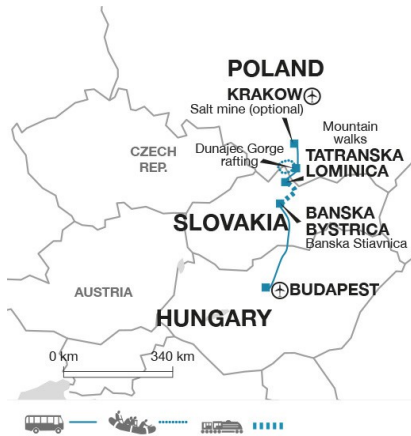 POLAND
KRAKOW
Salt mine (optional)
Mountain
walks
Dunajec Gorge
rafting
CZECH
REP.
TATRANSKA
LOMINICA
SLOVAKIA
BANSKA
BYSTRICA
Banska Stiavnica
AUSTRIA
BUDAPEST
HUNGARY
0 km
340 km